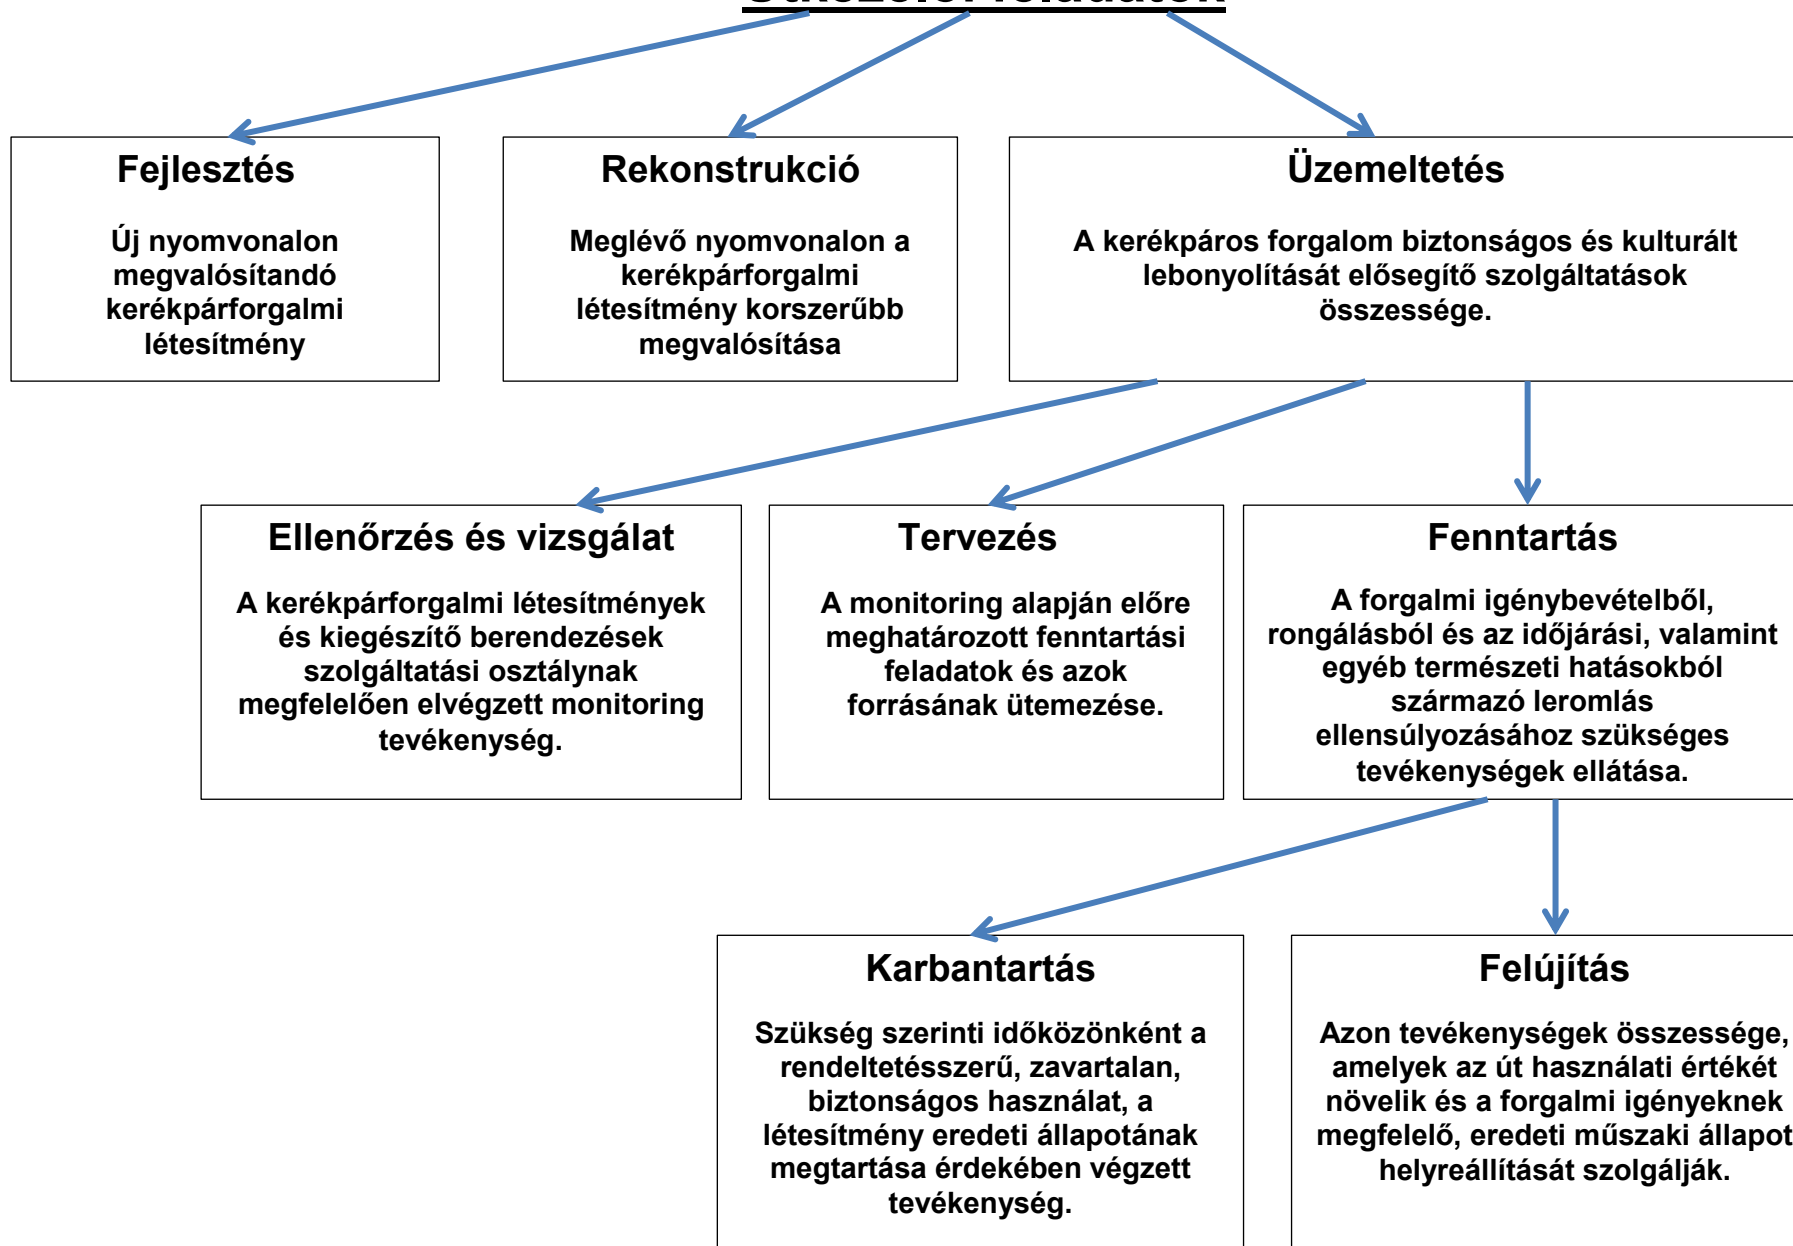 Útkezelői feladatok
Fejlesztés
Új nyomvonalon
megvalósítandó
kerékpárforgalmi
létesítmény
Rekonstrukció
Meglévő nyomvonalon a
kerékpárforgalmi
létesítmény korszerűbb
megvalósítása
Üzemeltetés
A kerékpáros forgalom biztonságos és kulturált
lebonyolítását elősegítő szolgáltatások
összessége.
Ellenőrzés és vizsgálat
A kerékpárforgalmi létesítmények
és kiegészítő berendezések
szolgáltatási osztálynak
megfelelően elvégzett monitoring
tevékenység.
Tervezés
A monitoring alapján előre
meghatározott fenntartási
feladatok és azok
forrásának ütemezése.
Fenntartás
A forgalmi igénybevételből,
rongálásból és az időjárási, valamint
egyéb természeti hatásokból
származó leromlás
ellensúlyozásához szükséges
tevékenységek ellátása.
Karbantartás
Szükség szerinti időközönként a
rendeltetésszerű, zavartalan,
biztonságos használat, a
létesítmény eredeti állapotának
megtartása érdekében végzett
tevékenység.
Felújítás
Azon tevékenységek összessége,
amelyek az út használati értékét
növelik és a forgalmi igényeknek
megfelelő, eredeti műszaki állapot
helyreállítását szolgálják.